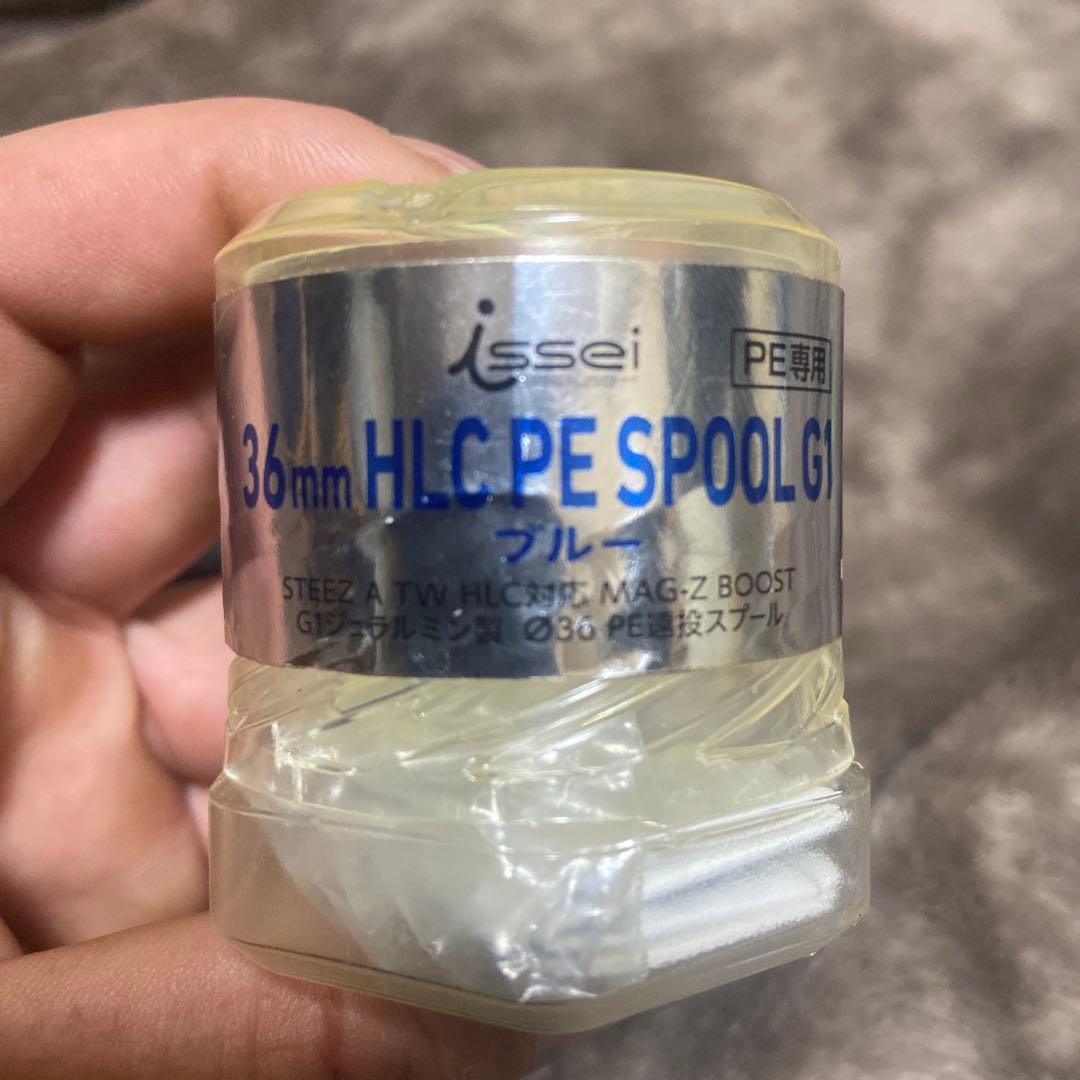 issei
PE専用
36mm HLC PE SPOOL G1
ブルー
STEEZ A TW HLC対応 MAG-Z BOOST
G1ジュラルミン製 Ø36 PE遠投スプール